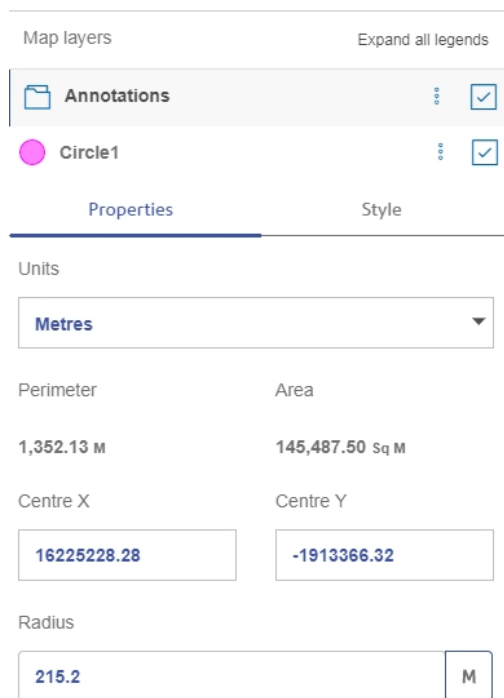 Map layers Expand all legends
Annotations
Circle1
Properties Style
Units
Metres
Perimeter Area
1,352.13 M 145,487.50 Sq M
Centre X Centre Y
16225228.28 -1913366.32
Radius
215.2 M